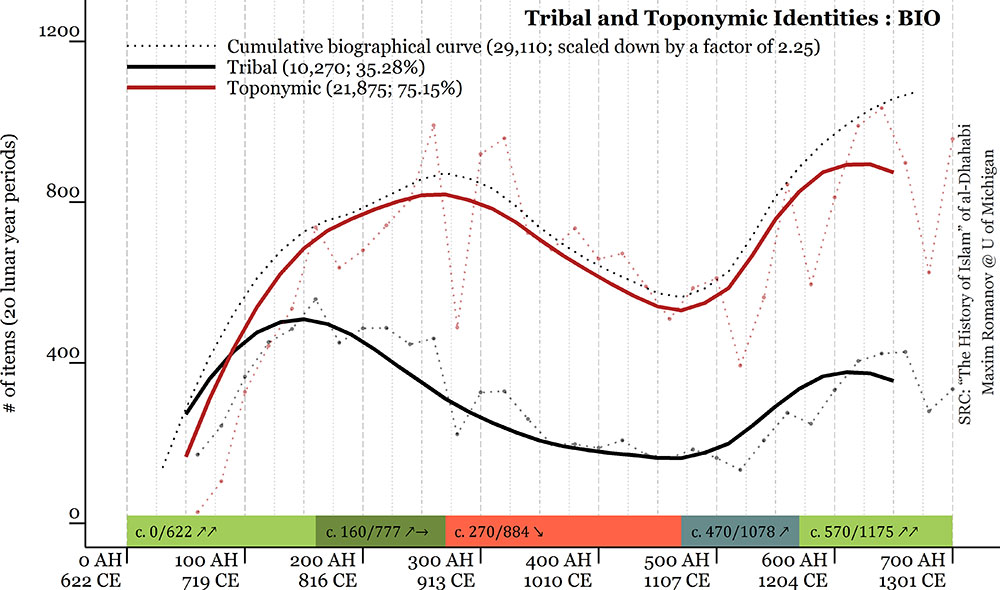 Tribal and Toponymic Identities : BIO
Cumulative biographical curve (29,110; scaled down by a factor of 2.25)
Tribal (10,270; 35.28%)
Toponymic (21,875; 75.15%)
# of items (20 lunar year periods)
1200
800
400
0
SRC: "The History of Islam" of al-Dhahabi
Maxim Romanov @ U of Michigan
c. 0/622 ↗↗
c. 160/777 ↗→
c. 270/884 ↘
c. 470/1078 ↗
c. 570/1175 ↗↗
0 AH
622 CE
100 AH
719 CE
200 AH
816 CE
300 AH
913 CE
400 AH
1010 CE
500 AH
1107 CE
600 AH
1204 CE
700 AH
1301 CE